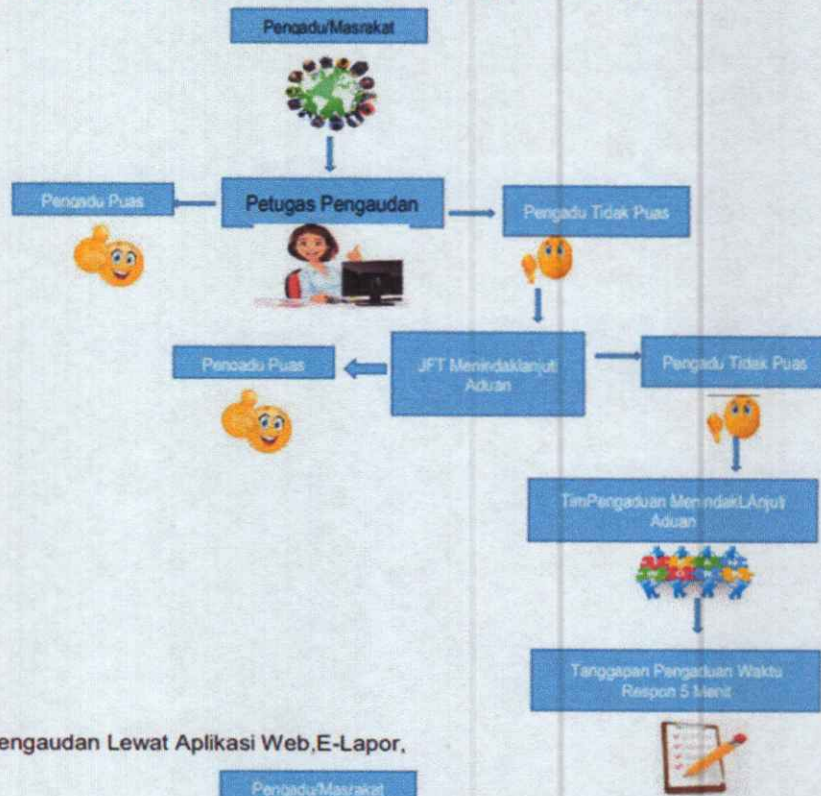 Pengadu/Masrakat
Pengadu Puas
Petugas Pengaudan
Pengadu Tidak Puas
Pengadu Puas
JFT Menindaklanjuti
Aduan
Pengadu Tidak Puas
TimPengaduan MenindakLAnjuti
Aduan
Tanggapan Pengaduan Waktu
Respon 5 Menit
engaudan Lewat Aplikasi Web,E-Lapor,
Pengadu/Masrakat